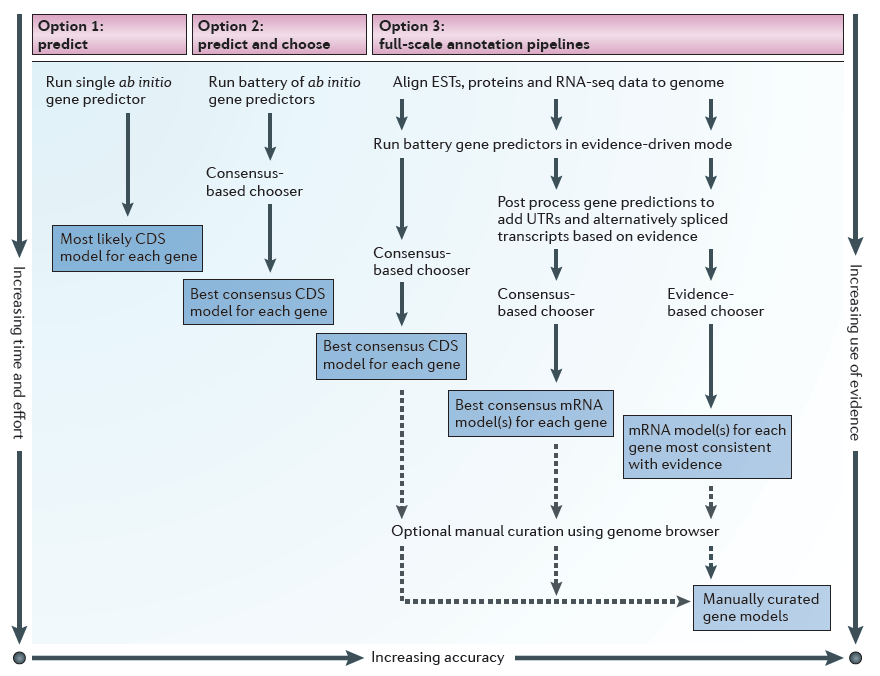 Option 1:
predict
Option 2:
predict and choose
Option 3:
full-scale annotation pipelines
Run single ab initio
gene predictor
Run battery of ab initio
gene predictors
Align ESTs, proteins and RNA-seq data to genome
Run battery gene predictors in evidence-driven mode
Consensus-
based chooser
Post process gene predictions to
add UTRs and alternatively spliced
transcripts based on evidence
Most likely CDS
model for each gene
Consensus-
based chooser
Best consensus CDS
model for each gene
Consensus-
based chooser
Evidence-
based chooser
Best consensus CDS
model for each gene
Best consensus mRNA
model(s) for each gene
mRNA model(s) for each
gene most consistent
with evidence
Optional manual curation using genome browser
Manually curated
gene models
Increasing time and effort
Increasing use of evidence
Increasing accuracy